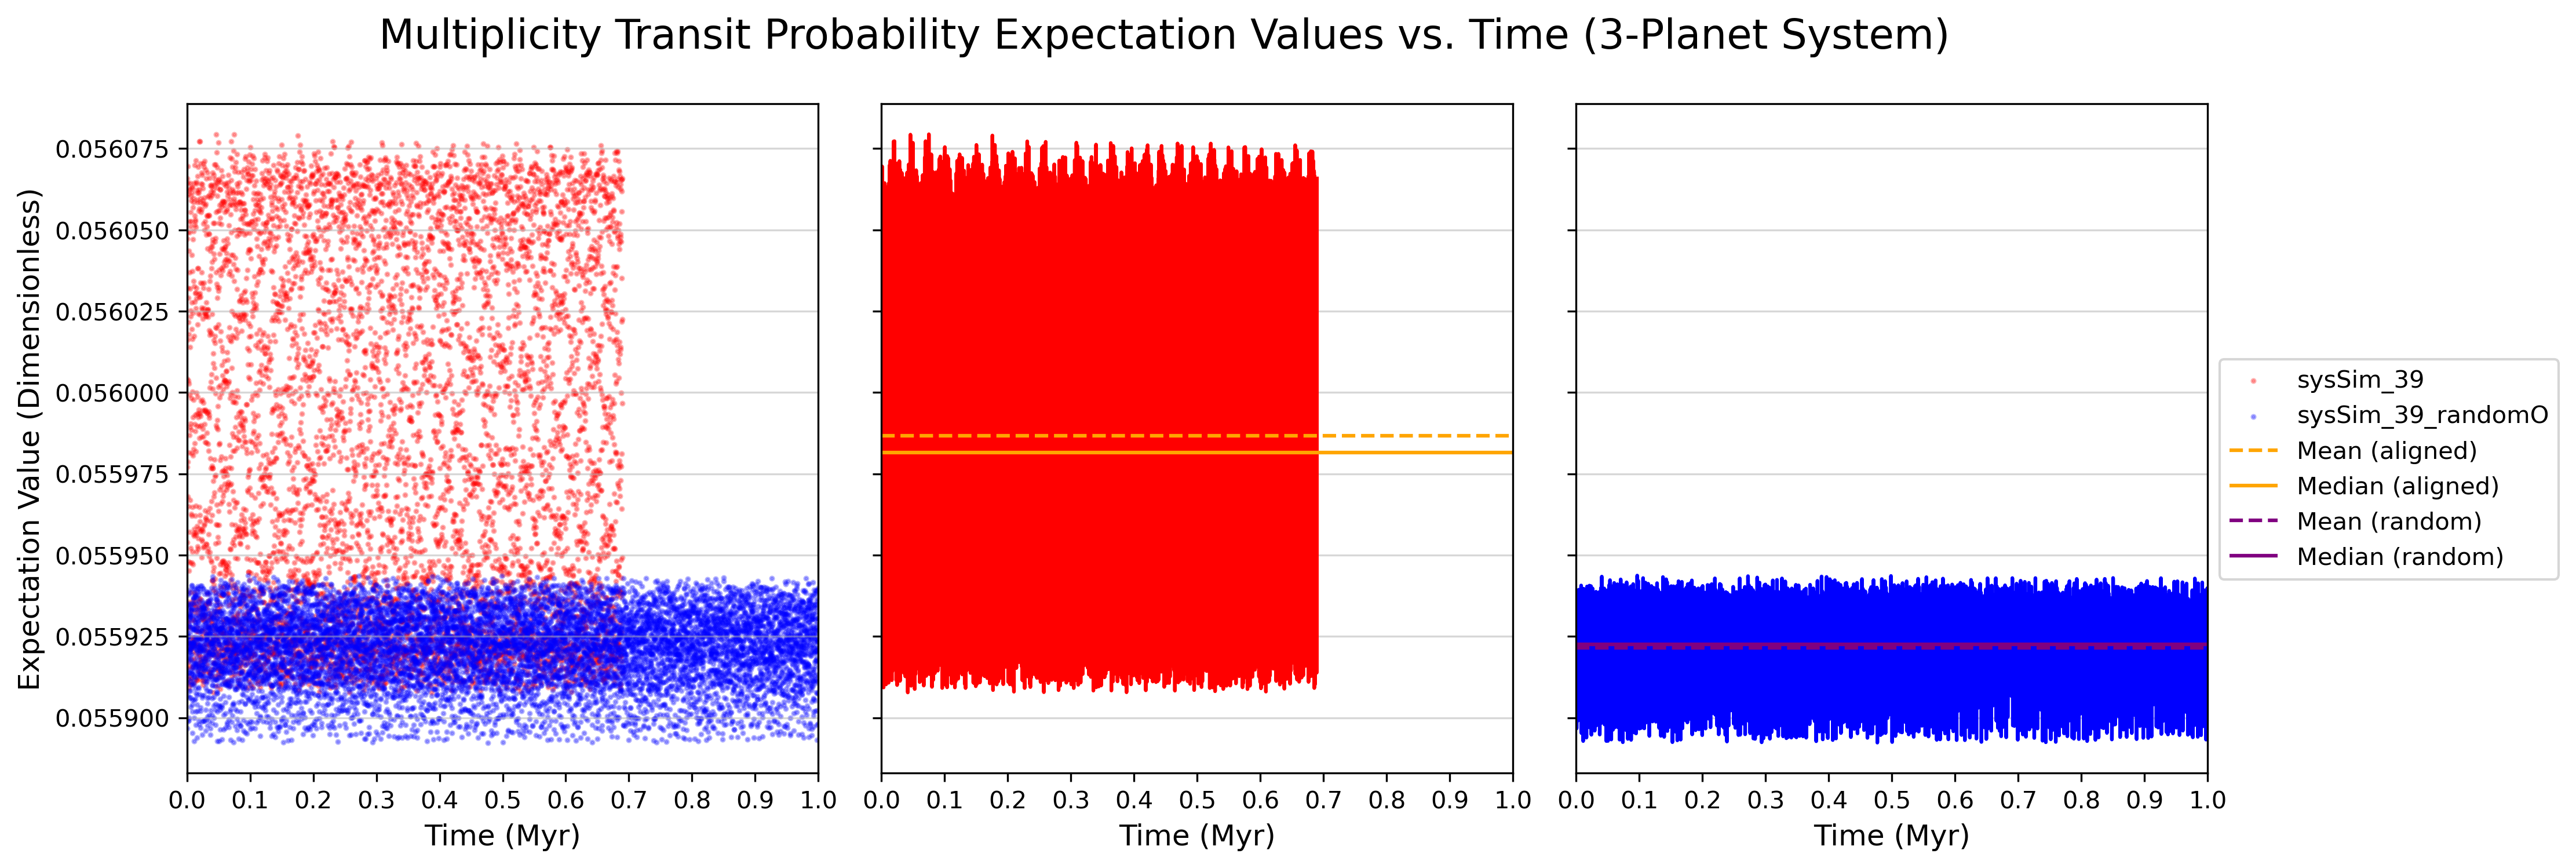 Multiplicity Transit Probability Expectation Values vs. Time (3-Planet System)
Expectation Value (Dimensionless)
0.056075
0.056050
0.056025
0.056000
0.055975
0.055950
0.055925
0.055900
0.0 0.1 0.2 0.3 0.4 0.5 0.6 0.7 0.8 0.9 1.0
Time (Myr)
0.0 0.1 0.2 0.3 0.4 0.5 0.6 0.7 0.8 0.9 1.0
Time (Myr)
0.0 0.1 0.2 0.3 0.4 0.5 0.6 0.7 0.8 0.9 1.0
Time (Myr)
sysSim_39
sysSim_39_randomO
Mean (aligned)
Median (aligned)
Mean (random)
Median (random)